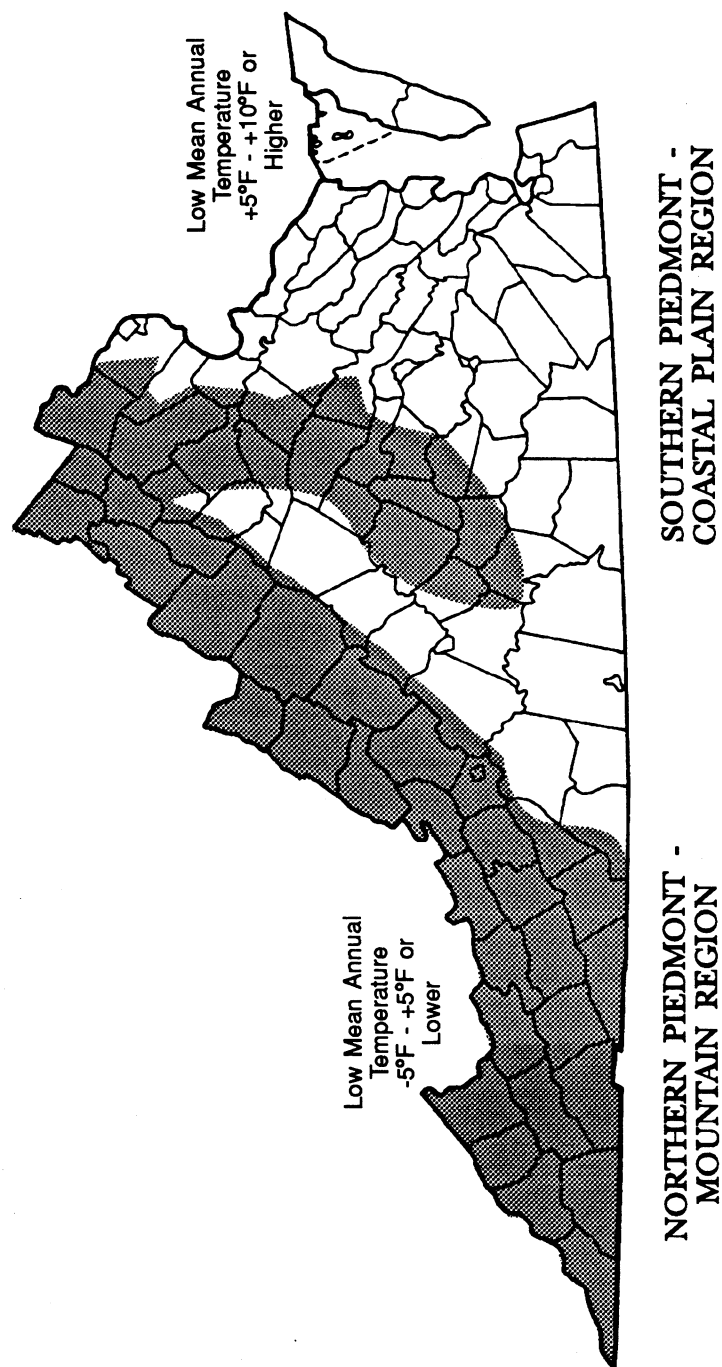 Low Mean Annual
Temperature
+5°F - +10°F or
Higher
Low Mean Annual
Temperature
-5°F - +5°F or
Lower
NORTHERN PIEDMONT -
MOUNTAIN REGION
SOUTHERN PIEDMONT -
COASTAL PLAIN REGION